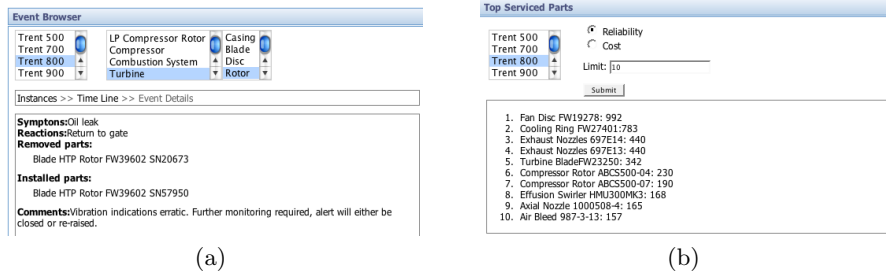 Event Browser
Trent 500
Trent 700
Trent 800
Trent 900
LP Compressor Rotor
Compressor
Combustion System
Turbine
Casing
Blade
Disc
Rotor
Instances >> Time Line >> Event Details
Symptons:Oil leak
Reactions:Return to gate
Removed parts:
Blade HTP Rotor FW39602 SN20673
Installed parts:
Blade HTP Rotor FW39602 SN57950
Comments:Vibration indications erratic. Further monitoring required, alert will either be
closed or re-raised.
(a)
Top Serviced Parts
Trent 500
Trent 700
Trent 800
Trent 900
Reliability
Cost
Limit: 10
Submit
1. Fan Disc FW19278: 992
2. Cooling Ring FW27401:783
3. Exhaust Nozzles 697E14: 440
4. Exhaust Nozzles 697E13: 440
5. Turbine BladeFW23250: 342
6. Compressor Rotor ABCS500-04: 230
7. Compressor Rotor ABCS500-07: 190
8. Effusion Swirler HMU300MK3: 168
9. Axial Nozzle 1000508-4: 165
10. Air Bleed 987-3-13: 157
(b)